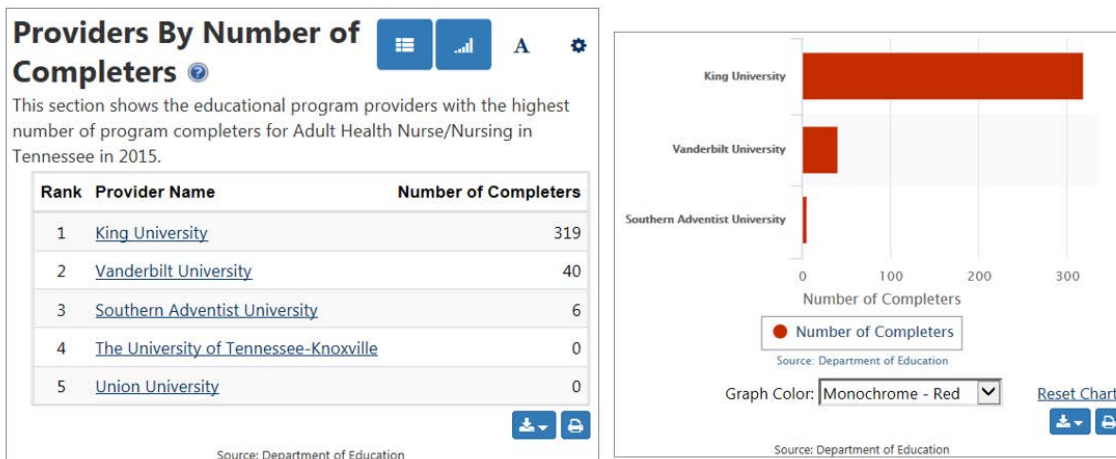 Providers By Number of
Completers
A
This section shows the educational program providers with the highest
number of program completers for Adult Health Nurse/Nursing in
Tennessee in 2015.
Rank Provider Name Number of Completers
1 King University 319
2 Vanderbilt University 40
3 Southern Adventist University 6
4 The University of Tennessee-Knoxville 0
5 Union University 0
Source: Department of Education
King University
Vanderbilt University
Southern Adventist University
0 100 200 300
Number of Completers
Number of Completers
Source: Department of Education
Graph Color: Monochrome - Red Reset Chart
Source: Department of Education